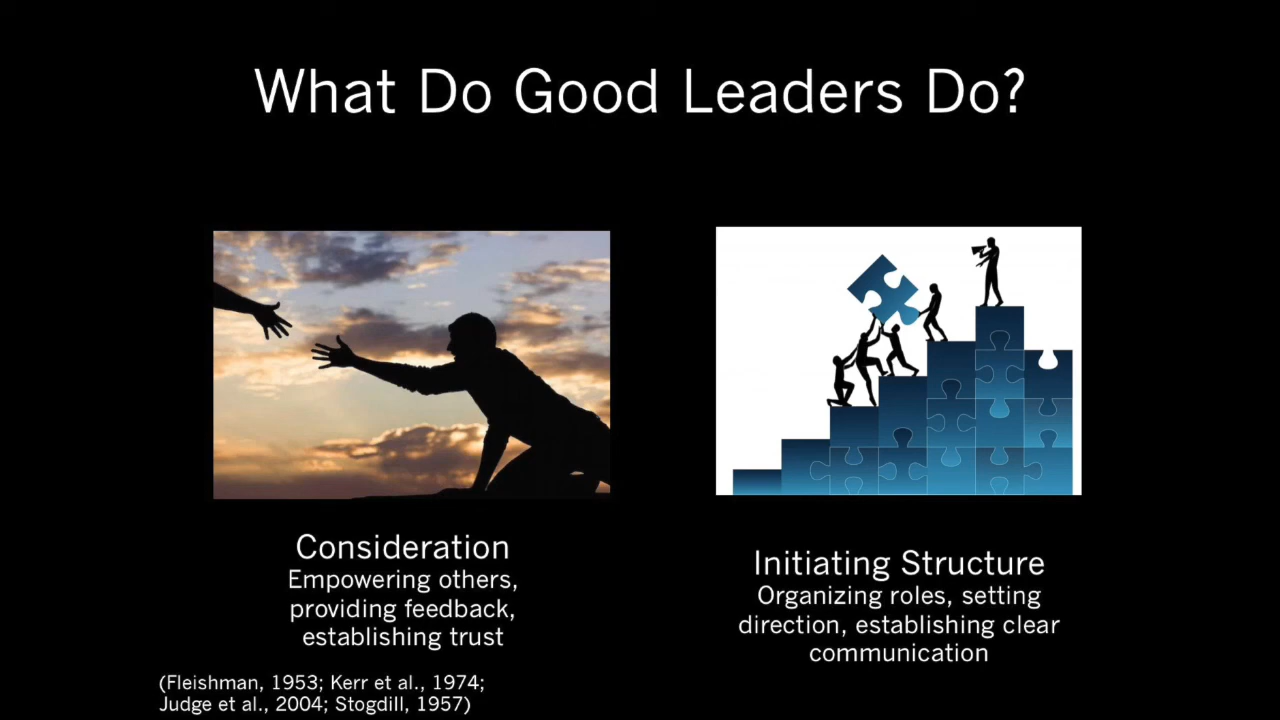 What Do Good Leaders Do?
Consideration
Empowering others,
providing feedback,
establishing trust
Initiating Structure
Organizing roles, setting
direction, establishing clear
communication
(Fleishman, 1953; Kerr et al., 1974;
Judge et al., 2004; Stogdill, 1957)